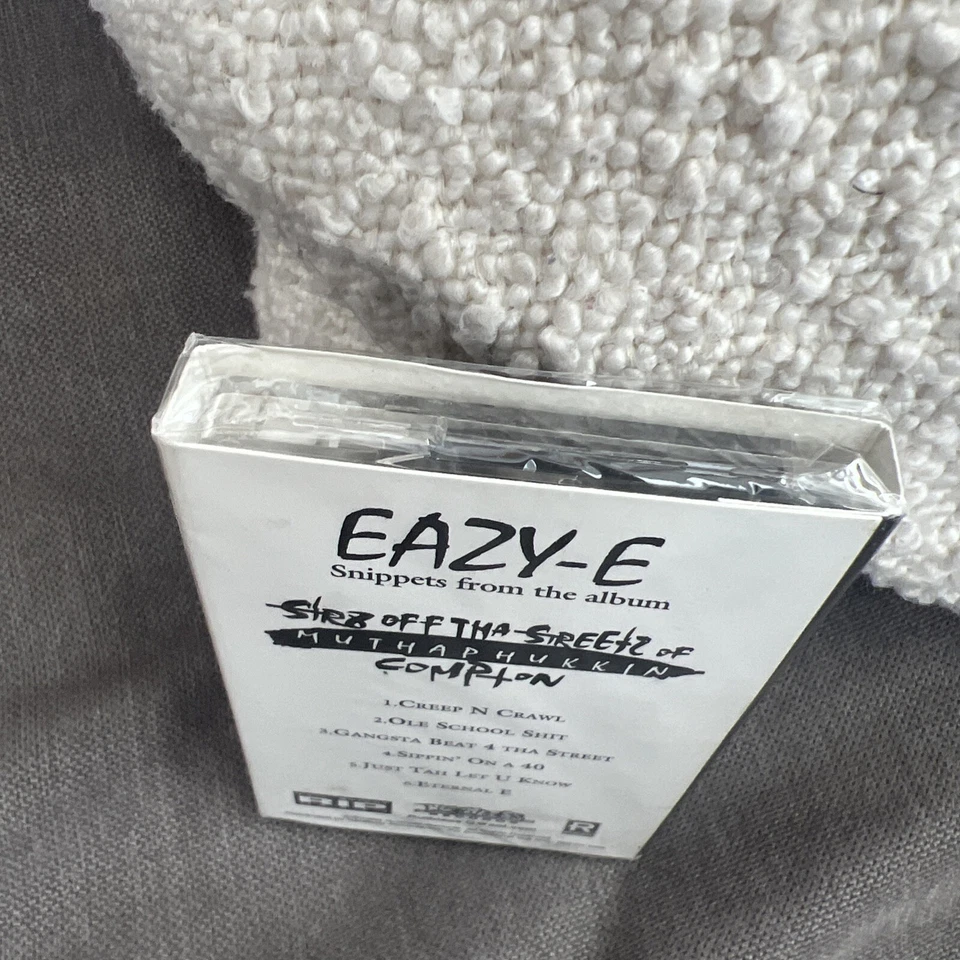 EAZY-E
Snippets from the album
STR8 OFF THA STREETZ OF
MUTHAPHUKKIN
COMPTON
1.CREEP N CRAWL
2.OLE SCHOOL SHIT
3.GANGSTA BEAT 4 THA STREET
4.SIPPIN' ON A 40
5.JUST TAH LET U KNOW
6.ETERNAL E
R